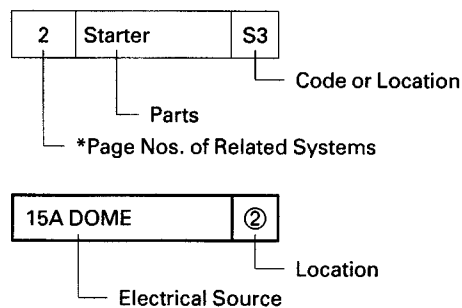 2 Starter S3
Code or Location
Parts
*Page Nos. of Related Systems
15A DOME ②
Location
Electrical Source